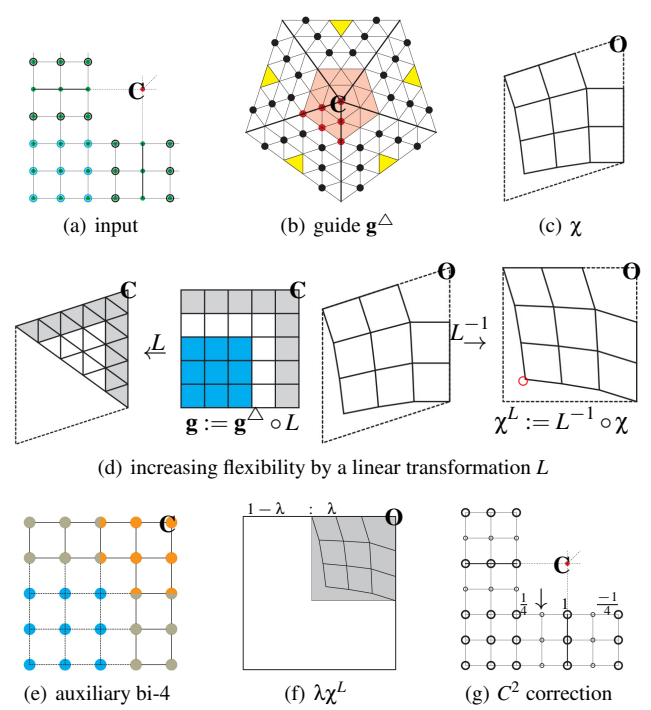 C
(a) input
C
(b) guide g△
O
(c) χ
C
L
←
C
g := g△ ∘ L
L−1
→
O
χL := L−1 ∘ χ
(d) increasing flexibility by a linear transformation L
C
(e) auxiliary bi-4
1 − λ : λ
O
(f) λχL
C
1/4 ↓ 1 −1/4
(g) C2 correction